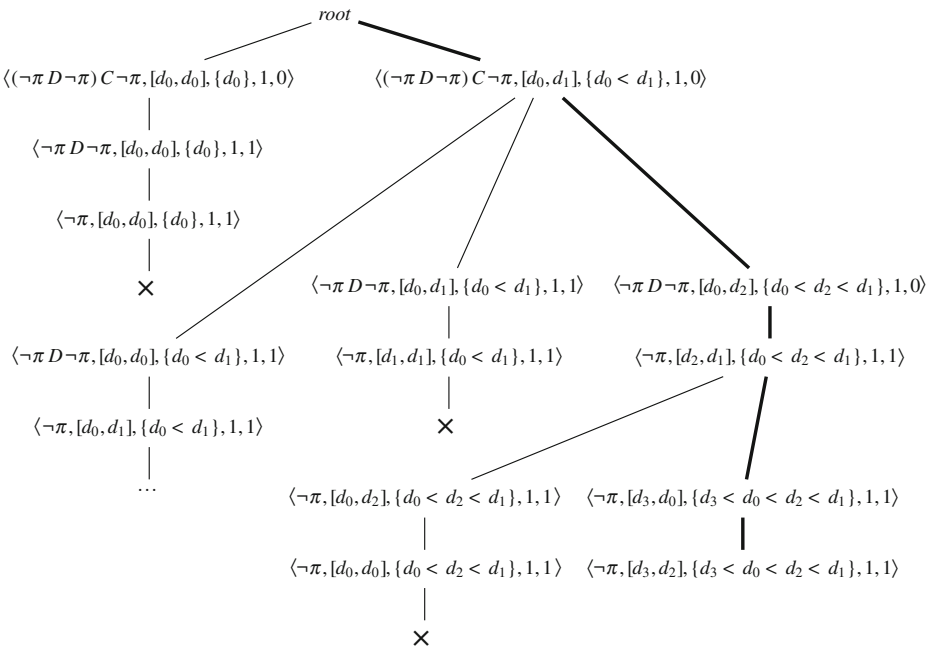 root
⟨(¬π D¬π) C ¬π, [d₀, d₀], {d₀}, 1, 0⟩ ⟨(¬π D¬π) C ¬π, [d₀, d₁], {d₀ < d₁}, 1, 0⟩
⟨¬π D¬π, [d₀, d₀], {d₀}, 1, 1⟩
⟨¬π, [d₀, d₀], {d₀}, 1, 1⟩
× ⟨¬π D¬π, [d₀, d₁], {d₀ < d₁}, 1, 1⟩ ⟨¬π D¬π, [d₀, d₂], {d₀ < d₂ < d₁}, 1, 0⟩
⟨¬π D¬π, [d₀, d₀], {d₀ < d₁}, 1, 1⟩ ⟨¬π, [d₁, d₁], {d₀ < d₁}, 1, 1⟩ ⟨¬π, [d₂, d₁], {d₀ < d₂ < d₁}, 1, 1⟩
⟨¬π, [d₀, d₁], {d₀ < d₁}, 1, 1⟩ ×
... ⟨¬π, [d₀, d₂], {d₀ < d₂ < d₁}, 1, 1⟩ ⟨¬π, [d₃, d₀], {d₃ < d₀ < d₂ < d₁}, 1, 1⟩
⟨¬π, [d₀, d₀], {d₀ < d₂ < d₁}, 1, 1⟩ ⟨¬π, [d₃, d₂], {d₃ < d₀ < d₂ < d₁}, 1, 1⟩
×